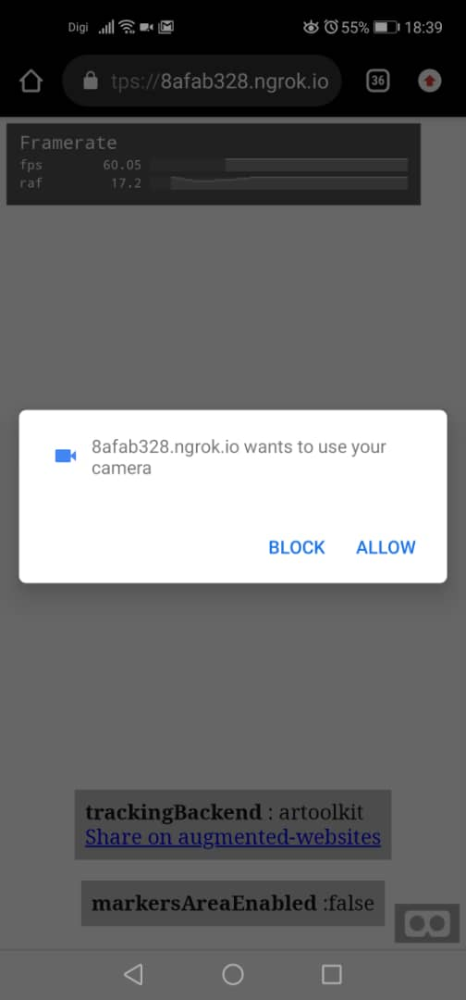 Digi 55% 18:39
tps://8afab328.ngrok.io 36
Framerate
fps 60.05
raf 17.2
8afab328.ngrok.io wants to use your
camera
BLOCK ALLOW
trackingBackend : artoolkit
Share on augmented-websites
markersAreaEnabled :false